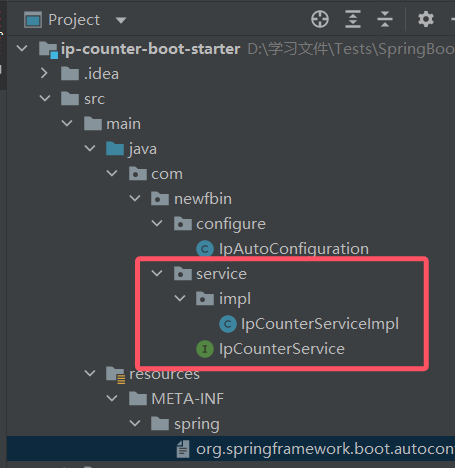 Project
ip-counter-boot-starter D:\学习文件\Tests\SpringBoo
.idea
src
main
java
com
newfbin
configure
C IpAutoConfiguration
service
impl
C IpCounterServiceImpl
I IpCounterService
resources
META-INF
spring
org.springframework.boot.autocon